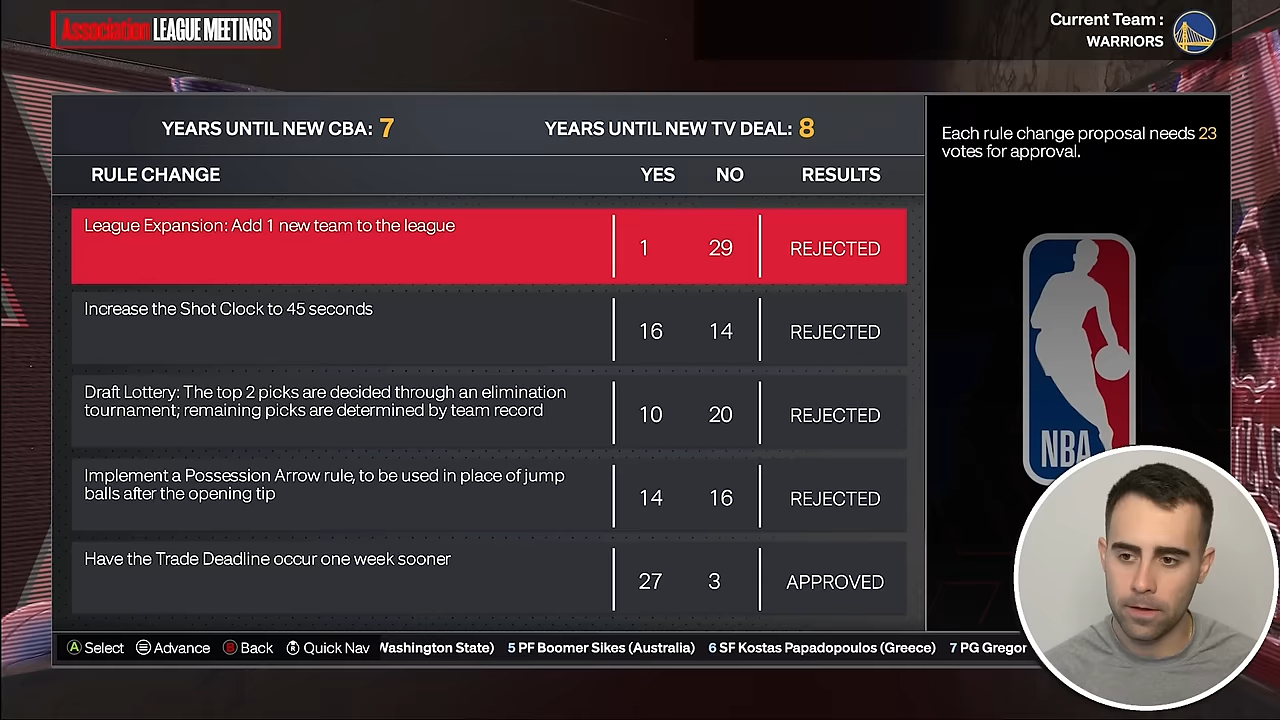 Association LEAGUE MEETINGS
Current Team :
WARRIORS
YEARS UNTIL NEW CBA: 7
YEARS UNTIL NEW TV DEAL: 8
RULE CHANGE YES NO RESULTS
League Expansion: Add 1 new team to the league
1 29 REJECTED
Increase the Shot Clock to 45 seconds
16 14 REJECTED
Draft Lottery: The top 2 picks are decided through an elimination
tournament; remaining picks are determined by team record
10 20 REJECTED
Implement a Possession Arrow rule, to be used in place of jump
balls after the opening tip
14 16 REJECTED
Have the Trade Deadline occur one week sooner
27 3 APPROVED
Each rule change proposal needs 23
votes for approval.
NBA
A Select Advance B Back R Quick Nav Washington State) 5 PF Boomer Sikes (Australia) 6 SF Kostas Papadopoulos (Greece) 7 PG Gregor